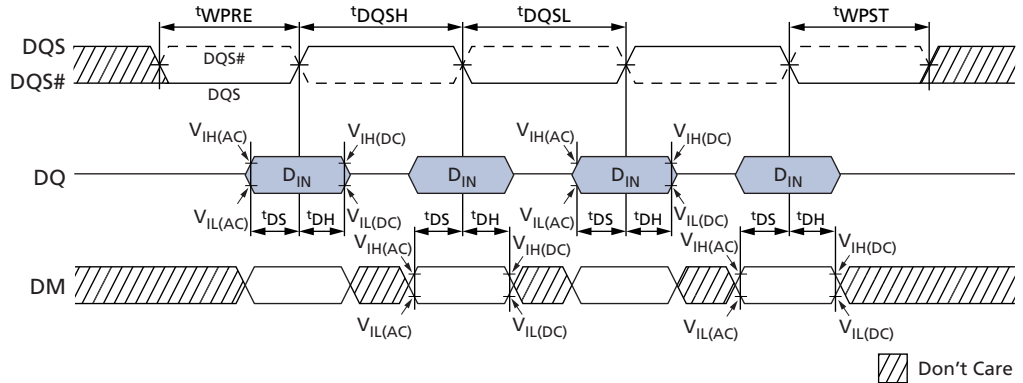 tWPRE tDQSH tDQSL tWPST
DQS
DQS#
DQS#
DQS
VIH(AC) VIH(DC) VIH(AC) VIH(DC)
DQ DIN DIN DIN DIN
VIL(AC) VIL(DC) VIL(AC) VIL(DC)
tDS tDH tDS tDH tDS tDH tDS tDH
VIH(AC) VIH(DC) VIH(AC) VIH(DC)
DM
VIL(AC) VIL(DC) VIL(AC) VIL(DC)
Don't Care